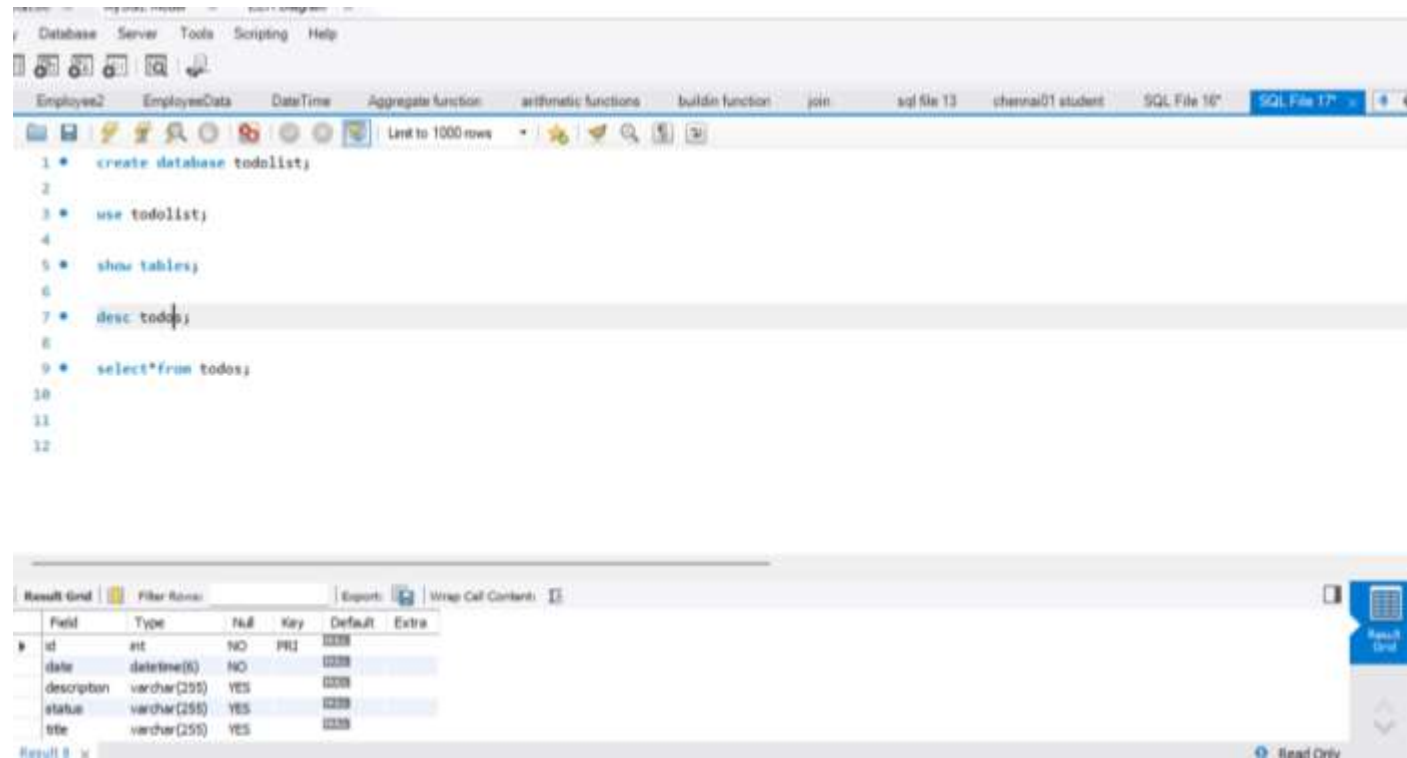 Database Server Tools Scripting Help
Employee2 EmployeeData DateTime Aggregate function arithmetic functions buildin function join sql file 13 chennai01 student SQL File 16* SQL File 17*
Limit to 1000 rows
1 create database todolist;
2
3 use todolist;
4
5 show tables;
6
7 desc todos;
8
9 select*from todos;
10
11
12
Result Grid Filter Rows: Export: Wrap Cell Content:
Field Type Null Key Default Extra
id int NO PRI NULL
date datetime(6) NO NULL
description varchar(255) YES NULL
status varchar(255) YES NULL
title varchar(255) YES NULL
Result Grid
Result 8 Read Only